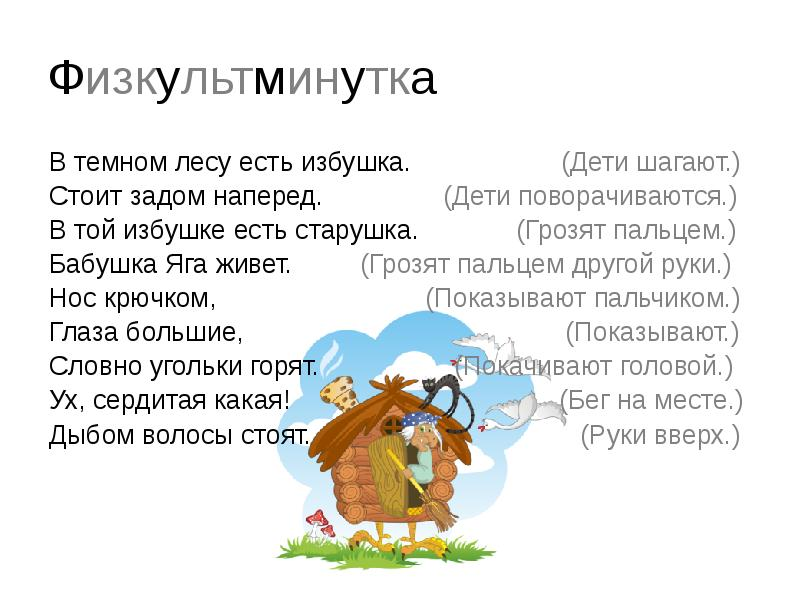 Физкультминутка
В темном лесу есть избушка. (Дети шагают.)
Стоит задом наперед. (Дети поворачиваются.)
В той избушке есть старушка. (Грозят пальцем.)
Бабушка Яга живет. (Грозят пальцем другой руки.)
Нос крючком, (Показывают пальчиком.)
Глаза большие, (Показывают.)
Словно угольки горят. (Покачивают головой.)
Ух, сердитая какая! (Бег на месте.)
Дыбом волосы стоят. (Руки вверх.)